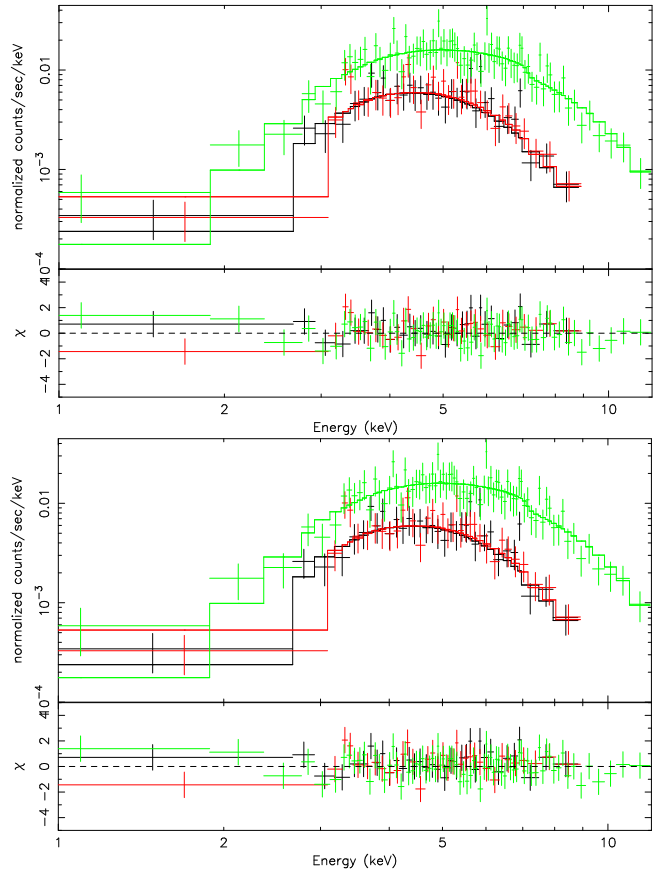 normalized counts/sec/keV
0.01
10⁻³
10⁻⁴
χ
4
2
0
−2
−4
1 2 5 10
Energy (keV)
normalized counts/sec/keV
0.01
10⁻³
10⁻⁴
χ
4
2
0
−2
−4
1 2 5 10
Energy (keV)